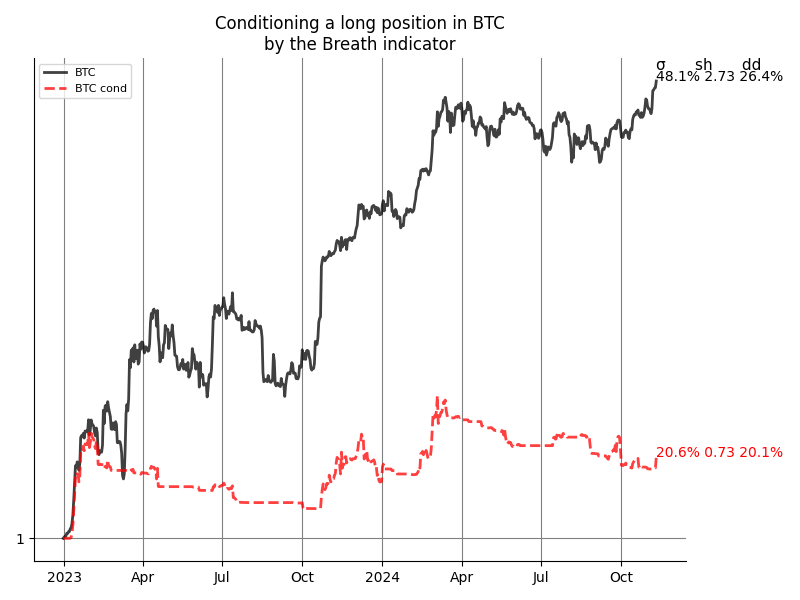 Conditioning a long position in BTC
by the Breath indicator
σ sh dd
48.1% 2.73 26.4%
BTC
BTC cond
20.6% 0.73 20.1%
1
2023 Apr Jul Oct 2024 Apr Jul Oct